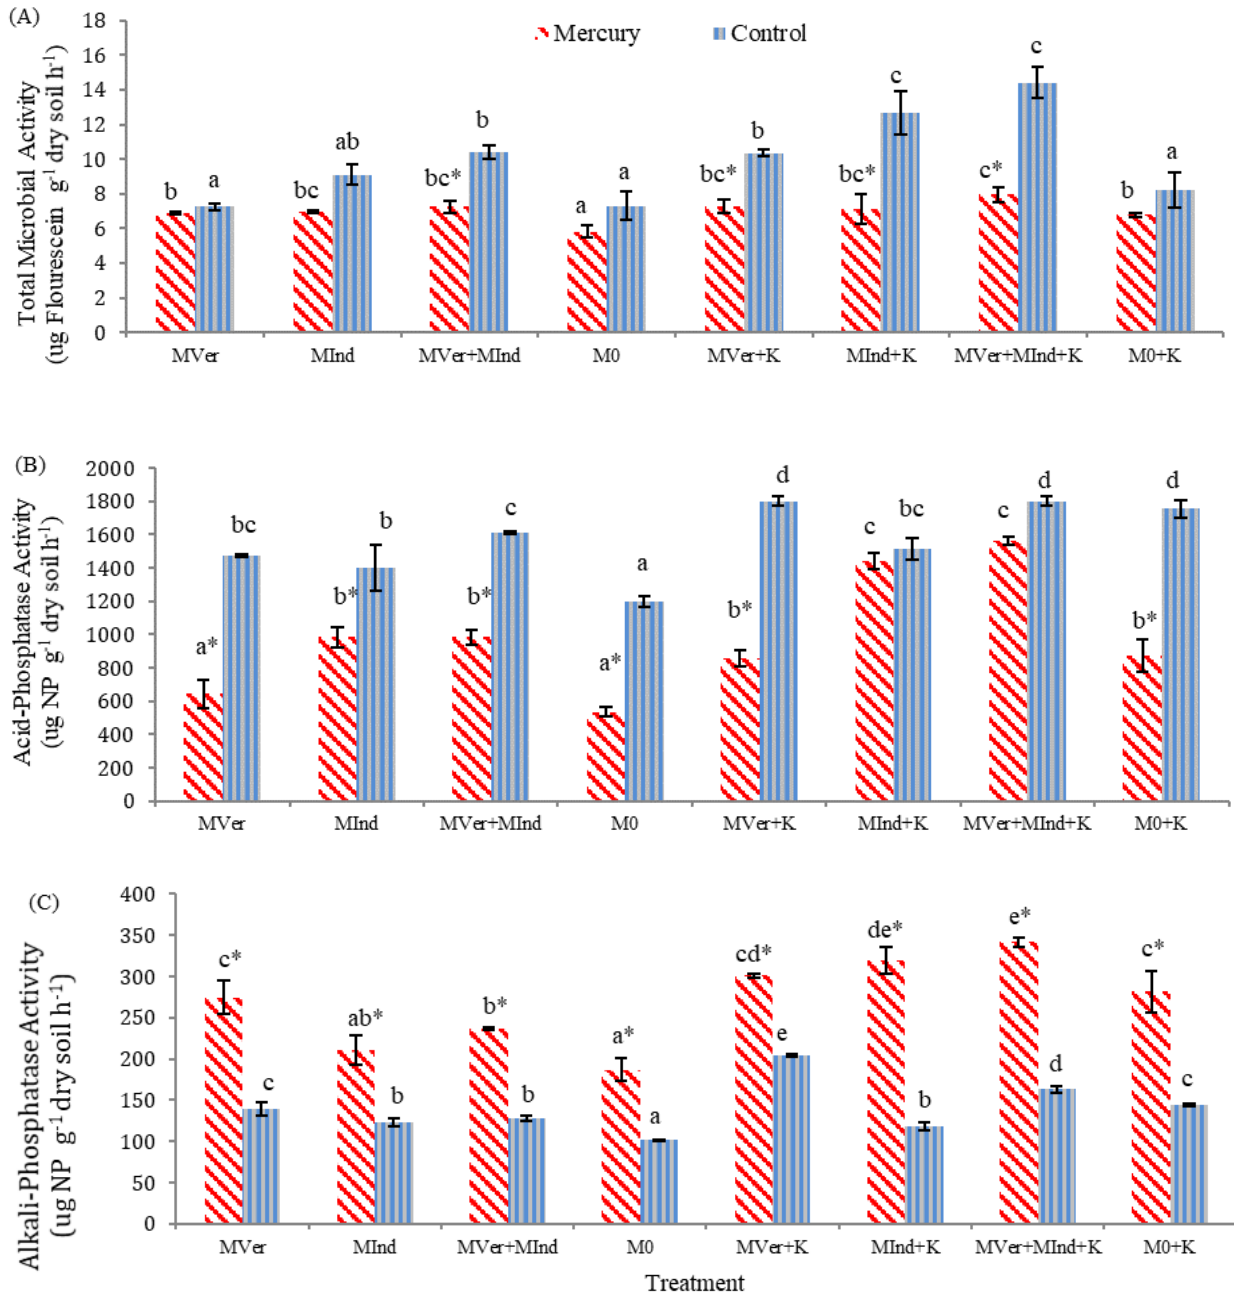 (A)
Total Microbial Activity
(ug Flourescein g-1 dry soil h-1)
18
16
14
12
10
8
6
4
2
0
Mercury Control
b a bc ab bc* b a a bc* b bc* c c* c b a
MVer MInd MVer+MInd M0 MVer+K MInd+K MVer+MInd+K M0+K
(B)
Acid-Phosphatase Activity
(ug NP g-1 dry soil h-1)
2000
1800
1600
1400
1200
1000
800
600
400
200
0
a* bc b* b b* c a* a b* d c bc c d b* d
MVer MInd MVer+MInd M0 MVer+K MInd+K MVer+MInd+K M0+K
(C)
Alkali-Phosphatase Activity
(ug NP g-1 dry soil h-1)
400
350
300
250
200
150
100
50
0
c* c ab* b b* b a* a cd* e de* b e* d c* c
MVer MInd MVer+MInd M0 MVer+K MInd+K MVer+MInd+K M0+K
Treatment